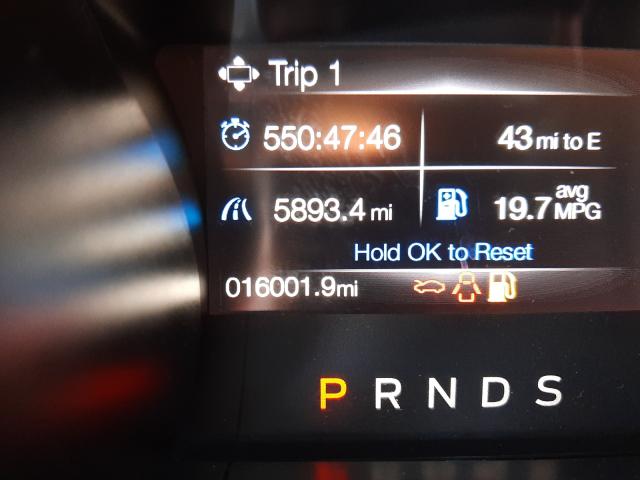 Trip 1
550:47:46 43 mi to E
5893.4 mi 19.7 avg MPG
Hold OK to Reset
016001.9mi
P R N D S